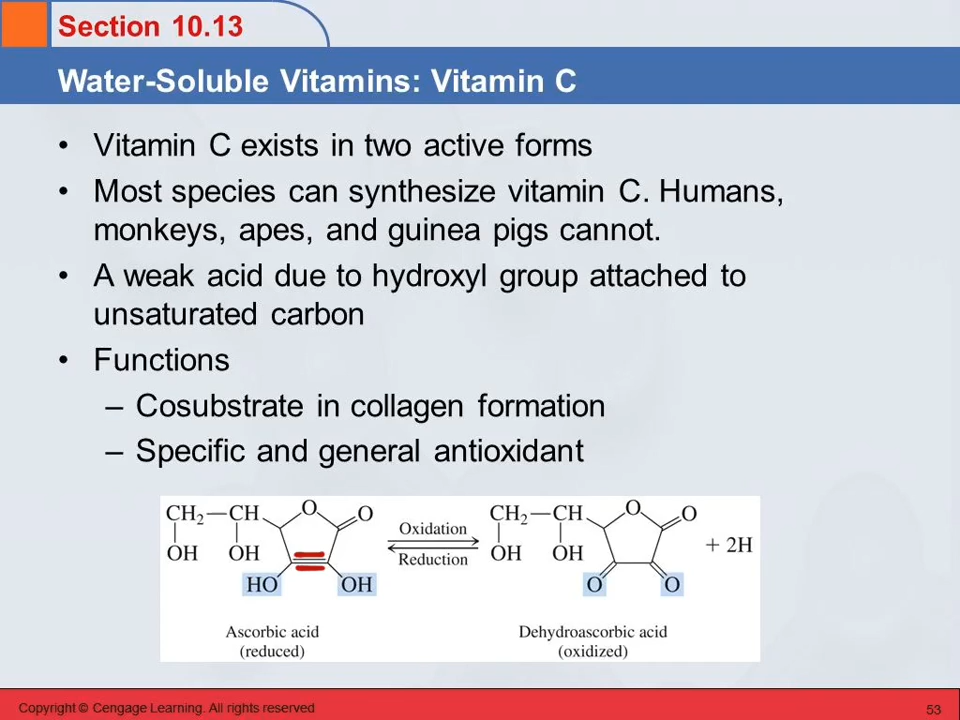 Section 10.13
Water-Soluble Vitamins: Vitamin C
• Vitamin C exists in two active forms
• Most species can synthesize vitamin C. Humans,
monkeys, apes, and guinea pigs cannot.
• A weak acid due to hydroxyl group attached to
unsaturated carbon
• Functions
– Cosubstrate in collagen formation
– Specific and general antioxidant
CH₂—CH O O
OH OH
HO OH
Ascorbic acid
(reduced)
Oxidation
Reduction
CH₂—CH O O
OH OH
O O
+ 2H
Dehydroascorbic acid
(oxidized)
Copyright © Cengage Learning. All rights reserved
53